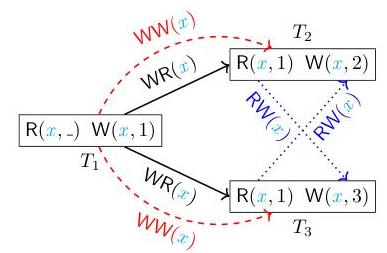 WW(x)
T2
WR(x)
R(x,1) W(x,2)
RW(x)
RW(x)
R(x,_) W(x,1)
T1
WR(x)
R(x,1) W(x,3)
WW(x)
T3